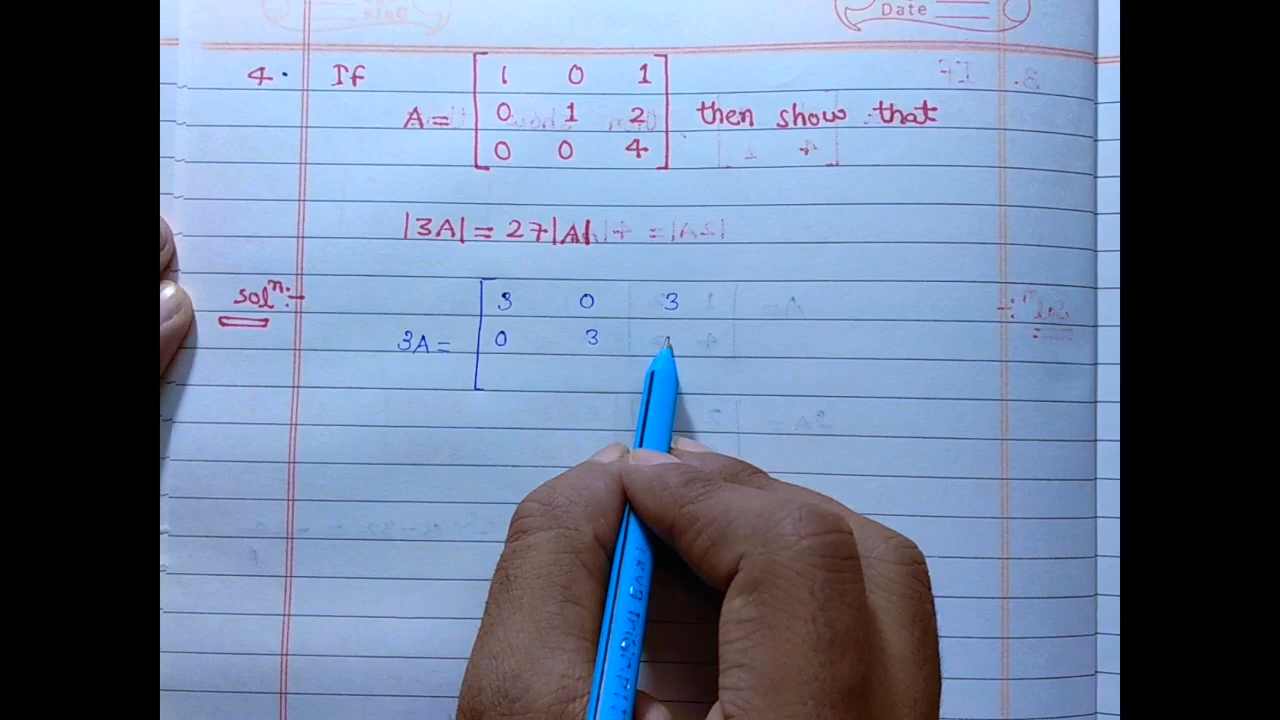 Date
4. If
1 0 1
A = 0 1 2 then show that
0 0 4
|3A| = 27|A|
solⁿ:-
3 0 3
3A = 0 3